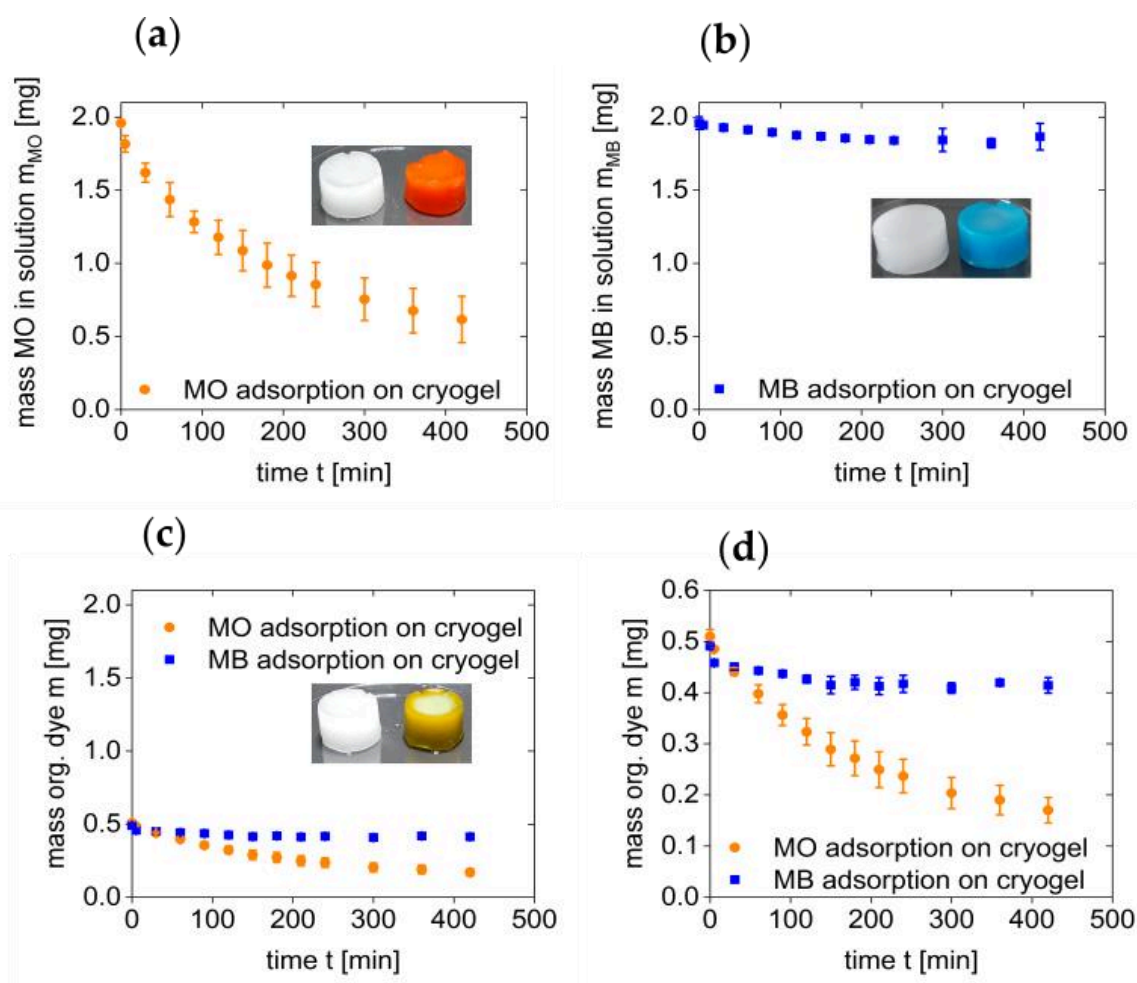 (a)
mass MO in solution m_MO [mg]
2.0
1.5
1.0
0.5
0.0
MO adsorption on cryogel
0 100 200 300 400 500
time t [min]
(b)
mass MB in solution m_MB [mg]
2.0
1.5
1.0
0.5
0.0
MB adsorption on cryogel
0 100 200 300 400 500
time t [min]
(c)
mass org. dye m [mg]
2.0
1.5
1.0
0.5
0.0
MO adsorption on cryogel
MB adsorption on cryogel
0 100 200 300 400 500
time t [min]
(d)
mass org. dye m [mg]
0.6
0.5
0.4
0.3
0.2
0.1
0.0
MO adsorption on cryogel
MB adsorption on cryogel
0 100 200 300 400 500
time t [min]